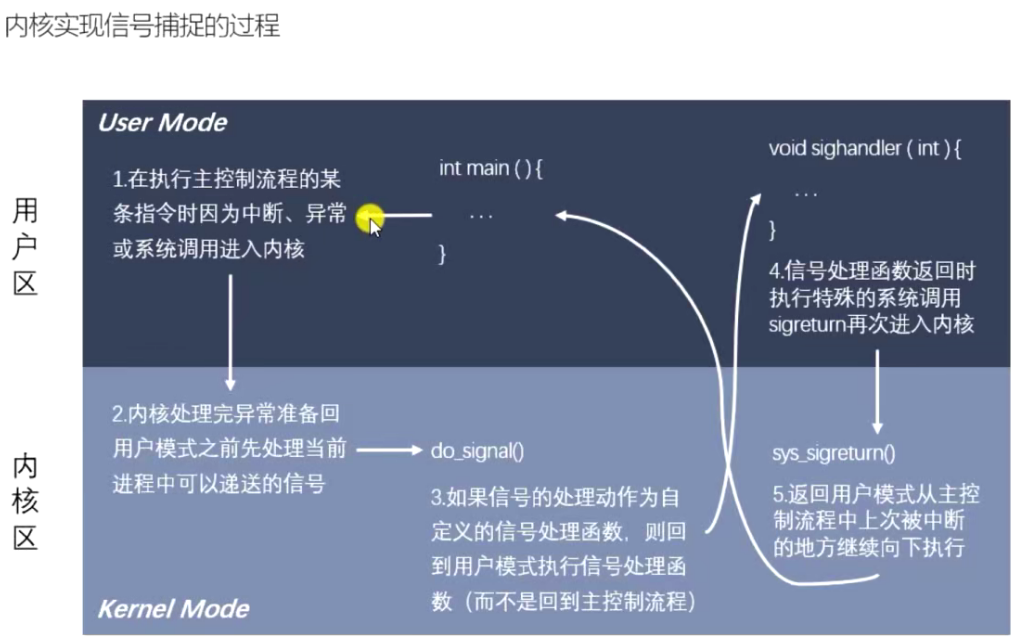 内核实现信号捕捉的过程
User Mode
用
户
区
1.在执行主控制流程的某
条指令时因为中断、异常
或系统调用进入内核
int main ( ) {
...
}
void sighandler ( int ) {
...
}
4.信号处理函数返回时
执行特殊的系统调用
sigreturn再次进入内核
内
核
区
2.内核处理完异常准备回
用户模式之前先处理当前
进程中可以递送的信号
do_signal()
3.如果信号的处理动作为自
定义的信号处理函数，则回
到用户模式执行信号处理函
数（而不是回到主控制流程）
sys_sigreturn()
5.返回用户模式从主控
制流程中上次被中断
的地方继续向下执行
Kernel Mode